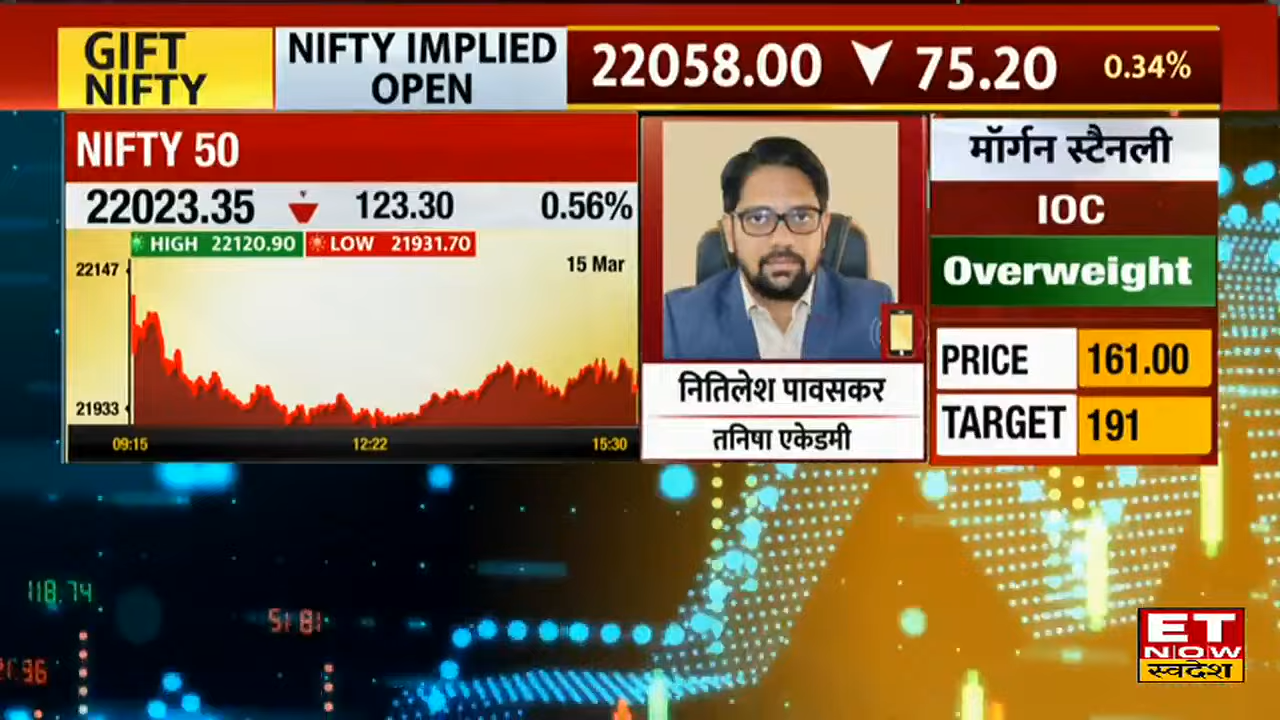 GIFT
NIFTY
NIFTY IMPLIED
OPEN
22058.00 75.20 0.34%
NIFTY 50
22023.35 123.30 0.56%
HIGH 22120.90 LOW 21931.70
22147
15 Mar
21933
09:15 12:22 15:30
नितिलेश पावसकर
तनिषा एकेडमी
मॉर्गन स्टैनली
IOC
Overweight
PRICE 161.00
TARGET 191
118.74
51 81
ET
NOW
स्वदेश